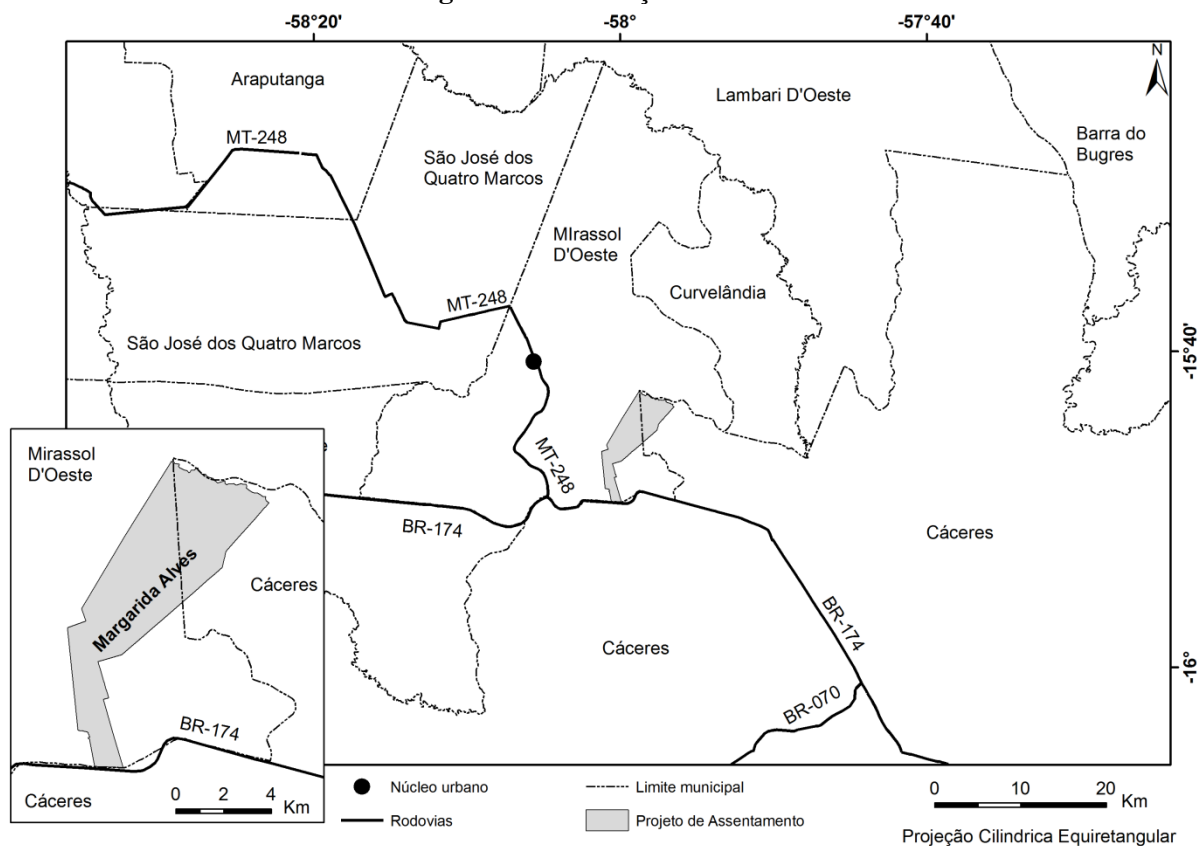 -58°20'
-58°
-57°40'
N
Araputanga
Lambari D'Oeste
Barra do
Bugres
MT-248
São José dos
Quatro Marcos
MIrassol
D'Oeste
Curvelândia
MT-248
São José dos Quatro Marcos
-15°40'
MT-248
BR-174
Cáceres
BR-174
Cáceres
-16°
BR-070
Mirassol
D'Oeste
Margarida Alves
Cáceres
BR-174
Cáceres
0 2 4
Km
Núcleo urbano
Limite municipal
Rodovias
Projeto de Assentamento
0 10 20
Km
Projeção Cilindrica Equiretangular